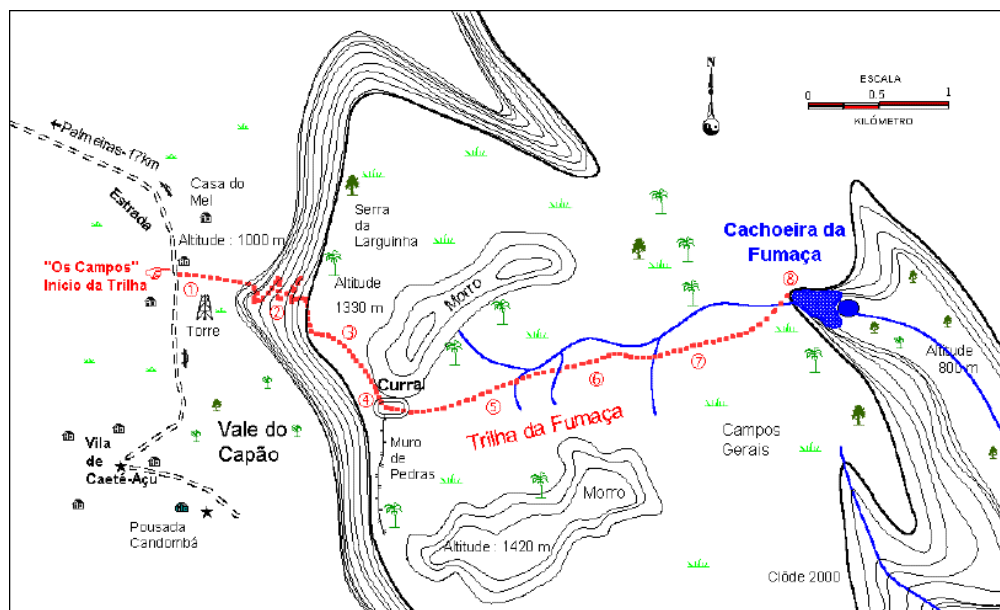 N
ESCALA
0 0.5 1
KILÓMETRO
Palmeiras-17km
Estrada
Casa do
Mel
Altitude : 1000 m
"Os Campos"
Início da Trilha
1
Torre
2
Serra
da
Larguinha
Altitude
1330 m
3
Morro
Cachoeira da
Fumaça
8
Altitude
800 m
4
Curral
5
6
7
Trilha da Fumaça
Campos
Gerais
Vale do
Capão
Muro
de
Pedras
Vila
de
Caeté-Açu
Pousada
Candombá
Morro
Altitude : 1420 m
Clôde 2000